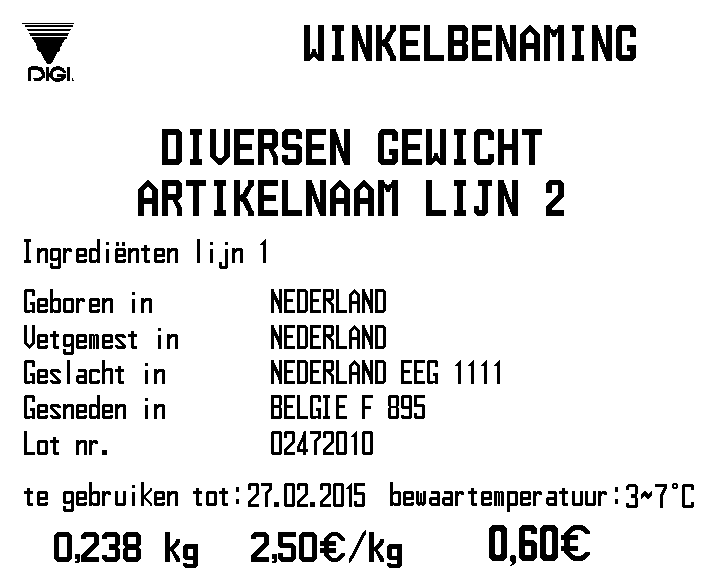 DIGI.
WINKELBENAMING
DIVERSEN GEWICHT
ARTIKELNAAM LIJN 2
Ingrediënten lijn 1
Geboren in NEDERLAND
Vetgemest in NEDERLAND
Geslacht in NEDERLAND EEG 1111
Gesneden in BELGIE F 895
Lot nr. 02472010
te gebruiken tot:27.02.2015 bewaartemperatuur:3~7°C
0,238 kg 2,50€/kg 0,60€